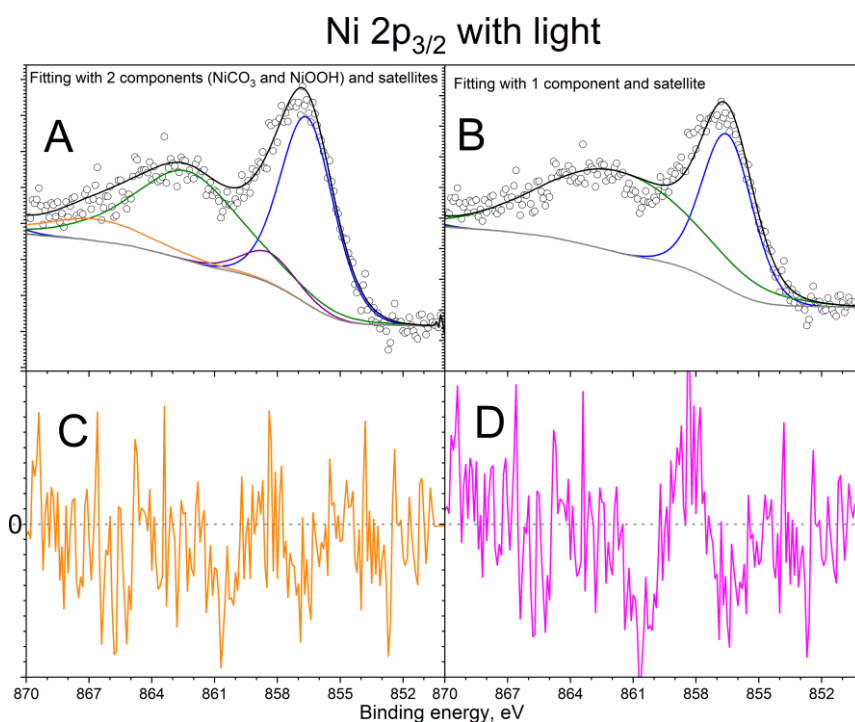 Ni 2p3/2 with light
Fitting with 2 components (NiCO3 and NiOOH) and satellites
Fitting with 1 component and satellite
A
B
C
D
0
870 867 864 861 858 855 852 870 867 864 861 858 855 852
Binding energy, eV